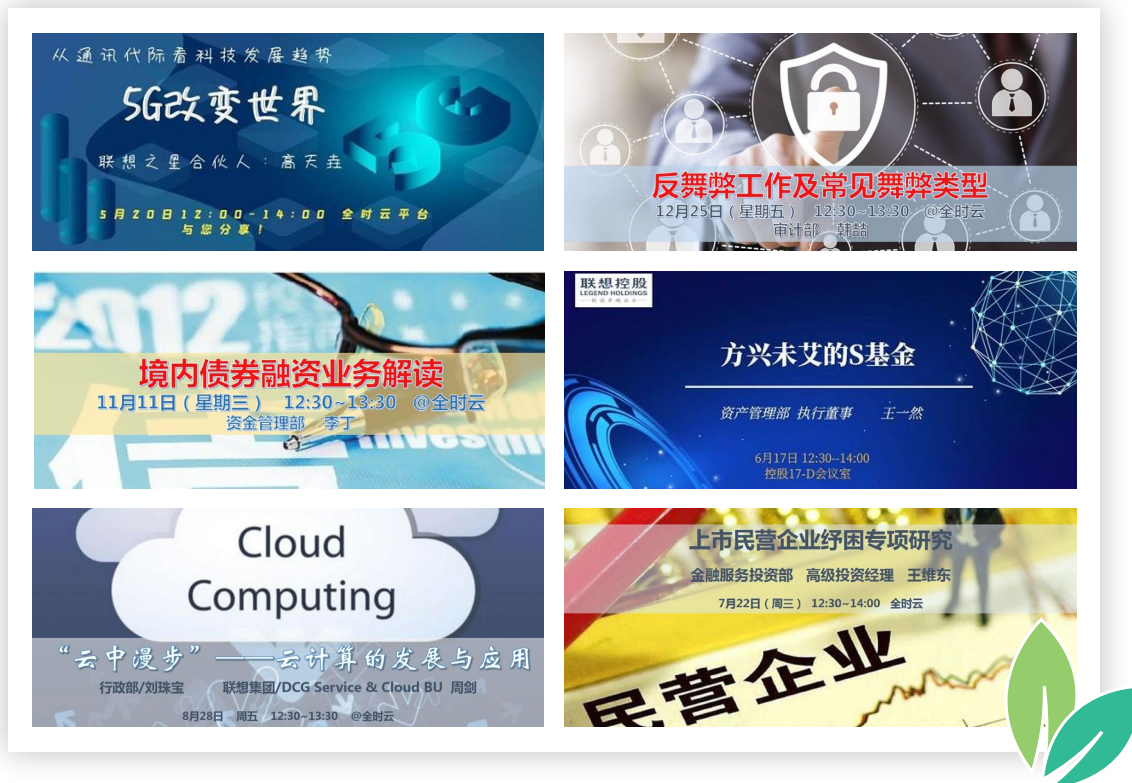 从通讯代际看科技发展趋势
5G改变世界
联想之星合伙人：高天垚
5月20日12:00-14:00 全时云平台
与您分享！
5G
反舞弊工作及常见舞弊类型
12月25日（星期五） 12:30~13:30 @全时云
审计部 韩喆
2012
境内债券融资业务解读
11月11日（星期三） 12:30~13:30 @全时云
资金管理部 李丁
信
联想控股
LEGEND HOLDINGS
方兴未艾的S基金
资产管理部 执行董事 王一然
6月17日 12:30--14:00
控股17-D会议室
Cloud
Computing
“云中漫步”——云计算的发展与应用
行政部/刘珠宝 联想集团/DCG Service & Cloud BU 周剑
8月28日 周五 12:30~13:30 @全时云
上市民营企业纾困专项研究
金融服务投资部 高级投资经理 王维东
7月22日（周三） 12:30~14:00 全时云
民营企业